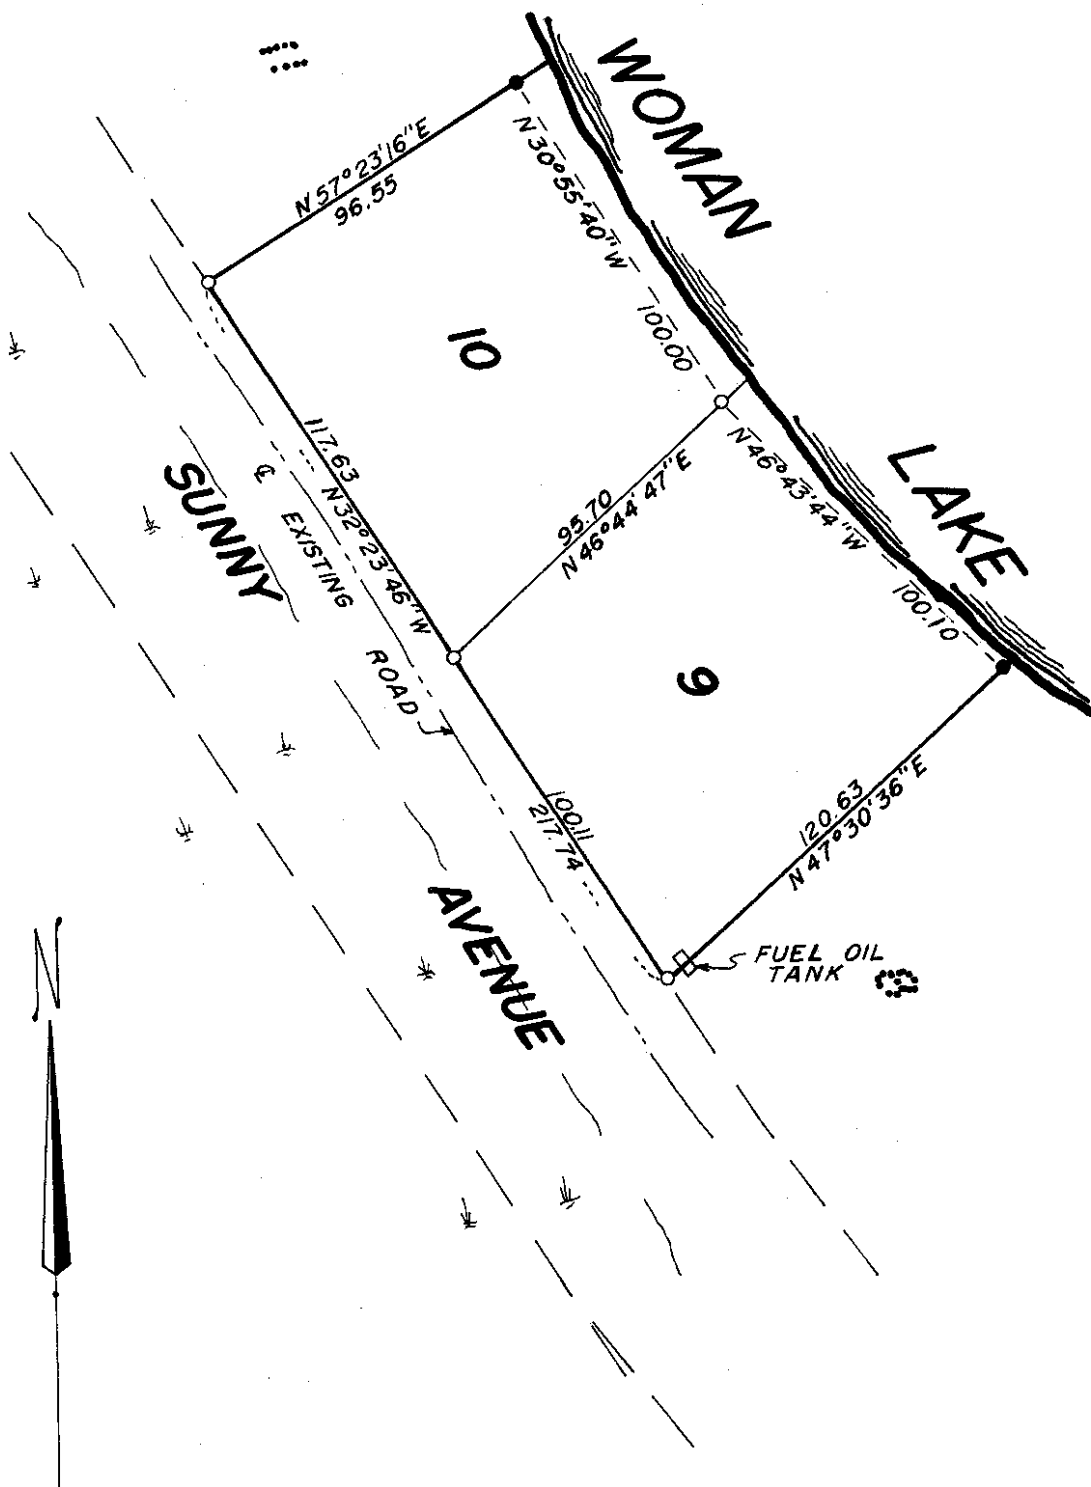 WOMAN
LAKE
11
N 57° 23' 16" E
96.55
N 30° 55' 40" W
100.00
10
117.63
N 32° 23' 46" W
95.70
N 46° 44' 47" E
N 46° 43' 44" W
100.10
9
SUNNY
AVENUE
EXISTING
ROAD
100.11
217.74
120.63
N 47° 30' 36" E
FUEL OIL
TANK
8
N